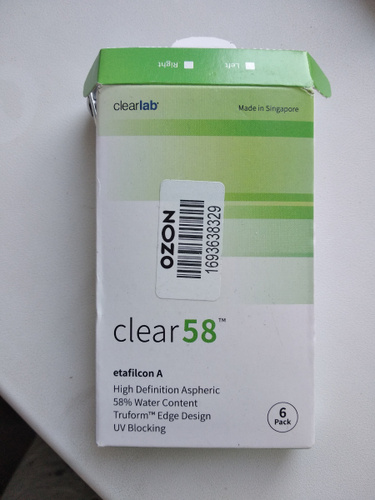 Right Left
clearlab
Made in Singapore
OZON
1693638329
clear58™
etafilcon A
High Definition Aspheric
58% Water Content
Truform™ Edge Design
UV Blocking
6
Pack